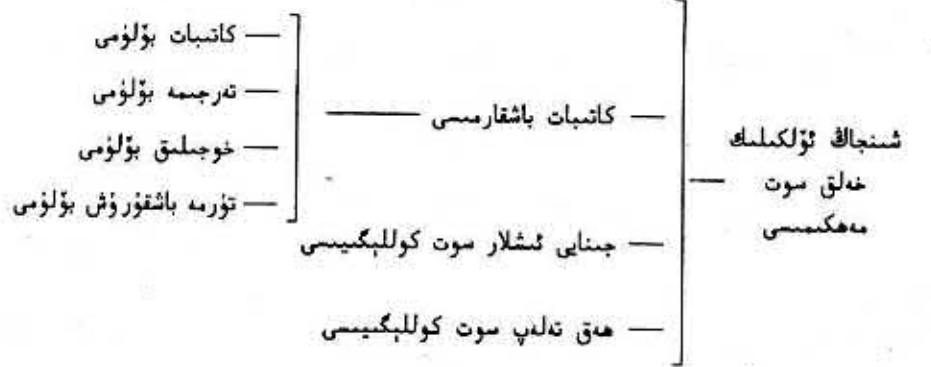 شىنجاڭ ئۆلكىلىك
خەلق سوت
مەھكىمىسى
كاتىبات باشقارمىسى
جىنايى ئىشلار سوت كوللېگىيىسى
ھەق تەلەپ سوت كوللېگىيىسى
كاتىبات بۆلۈمى
تەرجىمە بۆلۈمى
خوجىلىق بۆلۈمى
تۈرمە باشقۇرۇش بۆلۈمى